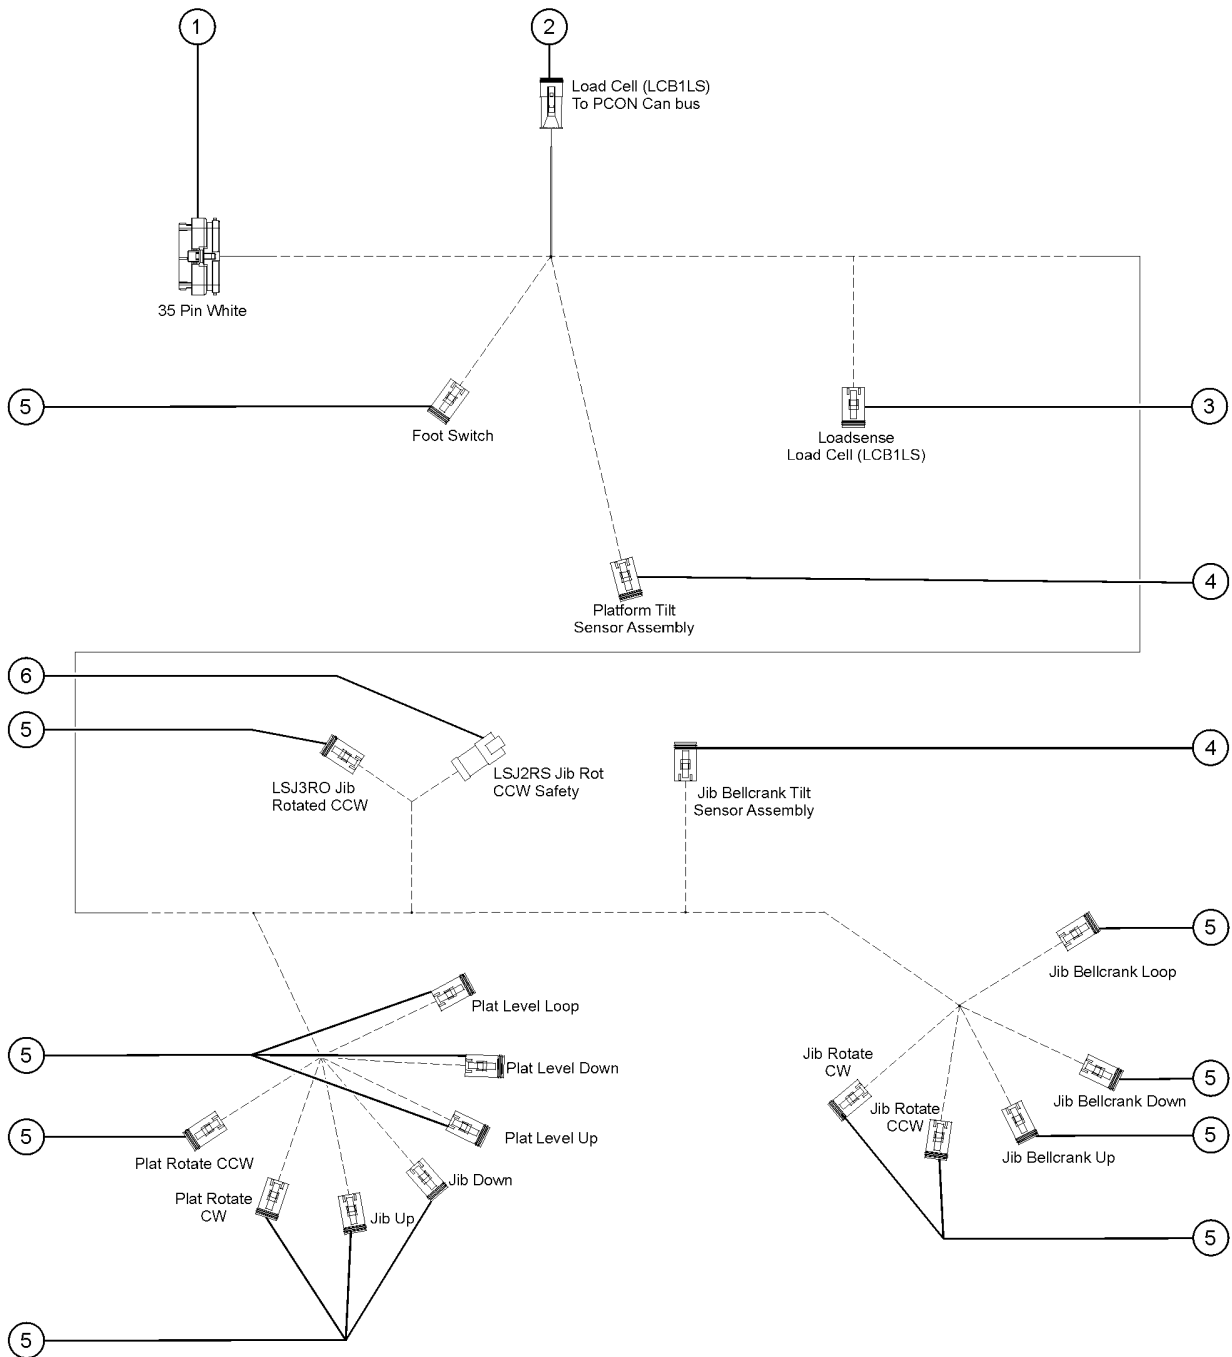 1
2
Load Cell (LCB1LS)
To PCON Can bus
35 Pin White
5
Foot Switch
3
Loadsense
Load Cell (LCB1LS)
4
Platform Tilt
Sensor Assembly
6
5
LSJ3RO Jib
Rotated CCW
LSJ2RS Jib Rot
CCW Safety
4
Jib Bellcrank Tilt
Sensor Assembly
5
Jib Bellcrank Loop
Plat Level Loop
5
Plat Level Down
Jib Rotate
CW
5
Jib Bellcrank Down
Jib Rotate
CCW
5
Plat Rotate CCW
Plat Level Up
5
Jib Bellcrank Up
Jib Down
Plat Rotate
CW
Jib Up
5
5